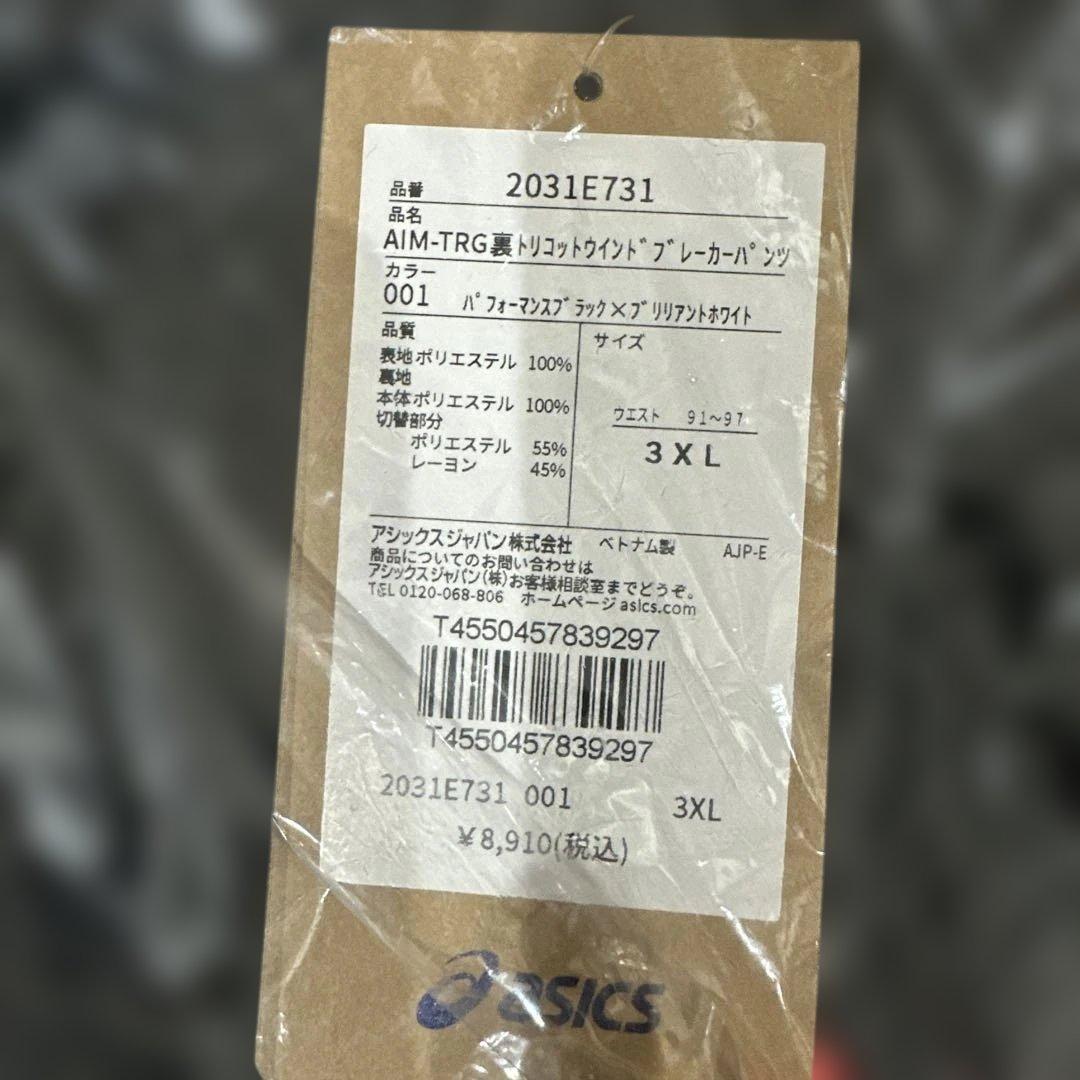 品番 2031E731
品名
AIM-TRG裏ﾄﾘｺｯﾄｳｲﾝﾄﾞﾌﾞﾚｰｶｰﾊﾟﾝﾂ
カラー
001 ﾊﾟﾌｫｰﾏﾝｽﾌﾞﾗｯｸ×ﾌﾞﾘﾘｱﾝﾄﾎﾜｲﾄ
品質
表地 ポリエステル 100%
裏地
本体 ポリエステル 100%
切替部分
ポリエステル 55%
レーヨン 45%
サイズ
ウエスト 91〜97
3XL
アシックスジャパン株式会社 ベトナム製 AJP-E
商品についてのお問い合わせは
アシックスジャパン(株)お客様相談室までどうぞ。
TEL 0120-068-806 ホームページ asics.com
T4550457839297
T4550457839297
2031E731 001 3XL
¥8,910(税込)
asics